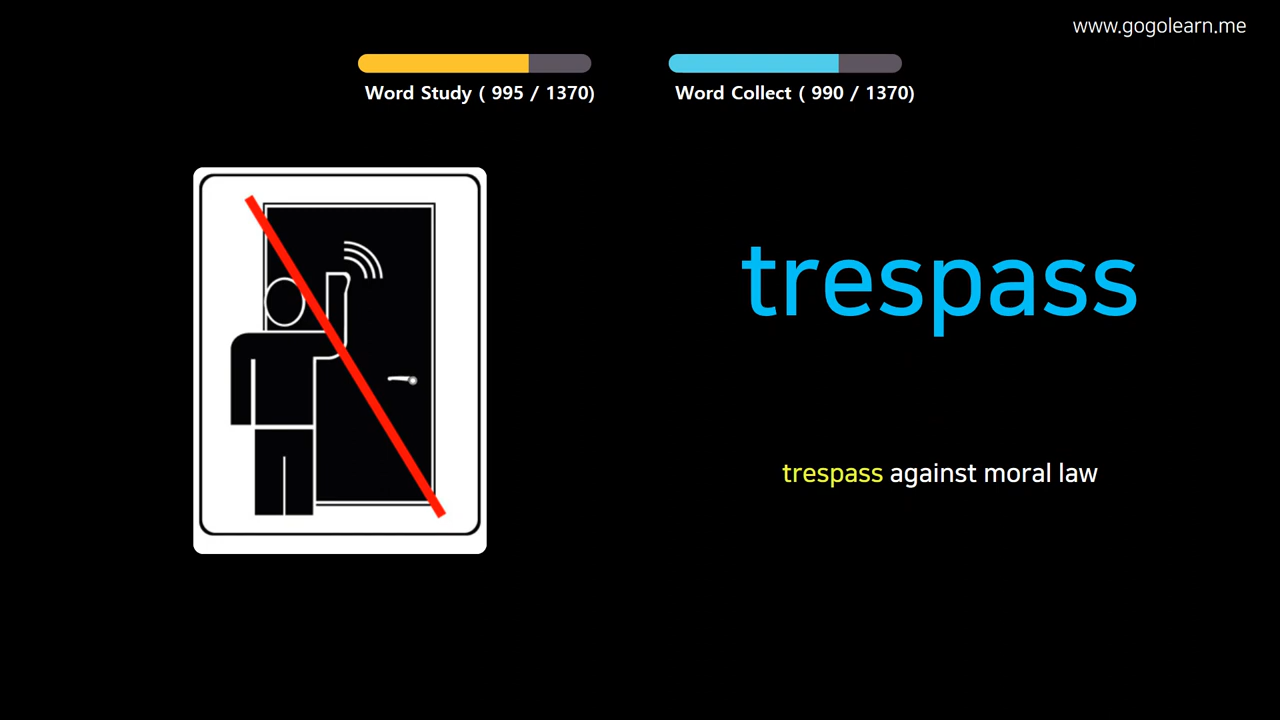 www.gogolearn.me
Word Study ( 995 / 1370)
Word Collect ( 990 / 1370)
trespass
trespass against moral law